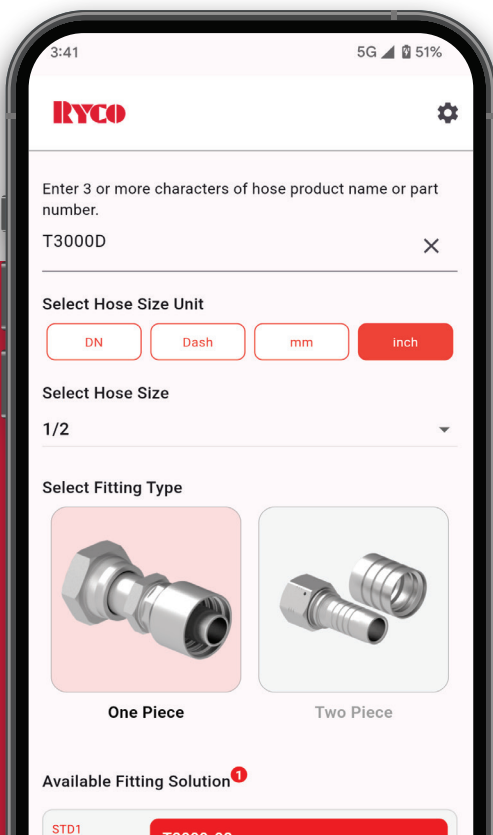 3:41
5G 51%
RYCO
Enter 3 or more characters of hose product name or part
number.
T3000D
Select Hose Size Unit
DN
Dash
mm
inch
Select Hose Size
1/2
Select Fitting Type
One Piece
Two Piece
Available Fitting Solution 1
STD1